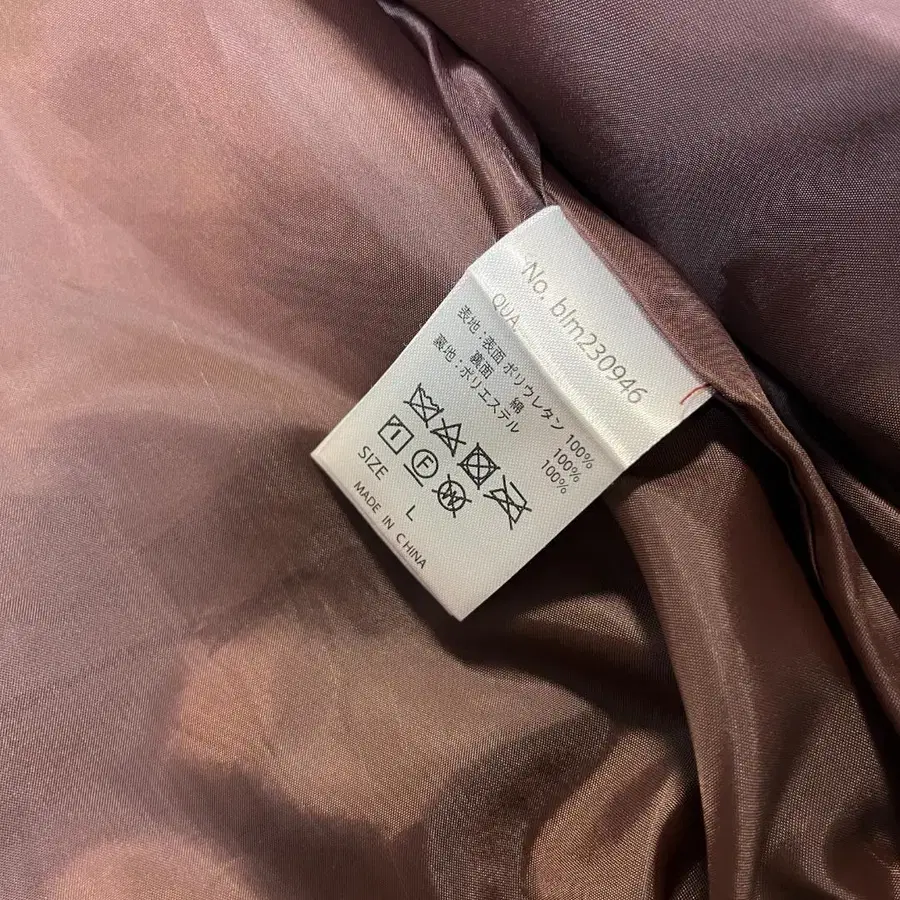 No. blm230946
QUA.
表地：表面 ポリウレタン 100%
裏面 綿 100%
裏地：ポリエステル 100%
F W
SIZE L
MADE IN CHINA